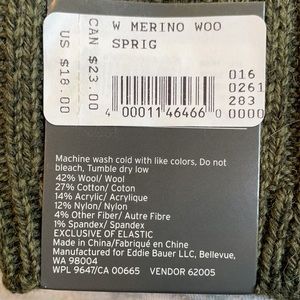 W MERINO WOO
SPRIG
US $18.00
CAN $23.00
016
0261
283
0000
4 00011 46466 0
Machine wash cold with like colors, Do not
bleach, Tumble dry low
42% Wool/ Wool
27% Cotton/ Coton
14% Acrylic/ Acrylique
12% Nylon/ Nylon
4% Other Fiber/ Autre Fibre
1% Spandex/ Spandex
EXCLUSIVE OF ELASTIC
Made in China/Fabriqué en Chine
Manufactured for Eddie Bauer LLC, Bellevue,
WA 98004
WPL 9647/CA 00665 VENDOR 62005